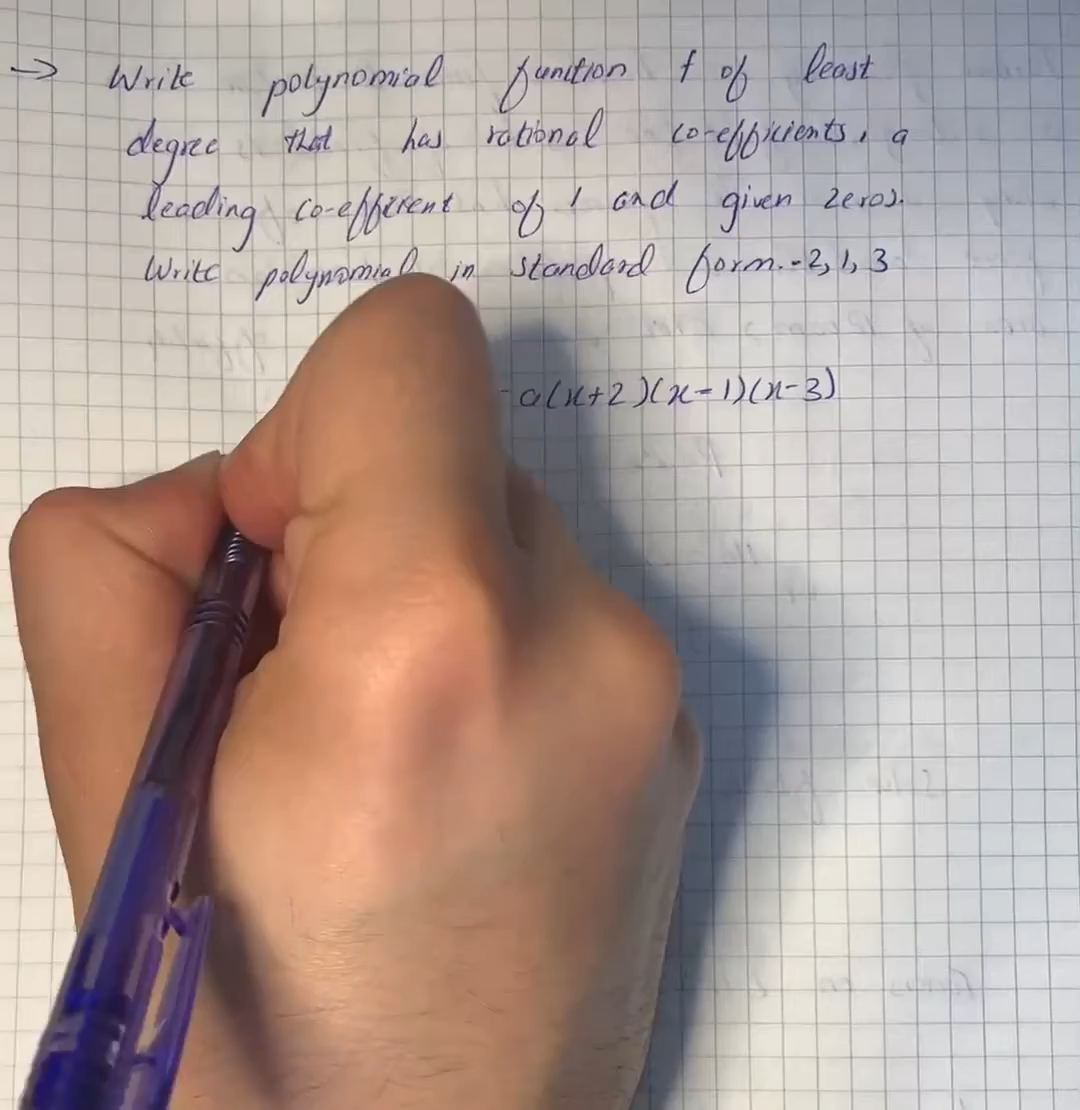 → Write polynomial function f of least
degree that has rational co-efficients, a
leading co-efficient of 1 and given zeros.
Write polynomial in standard form. -2, 1, 3
a(x+2)(x-1)(x-3)